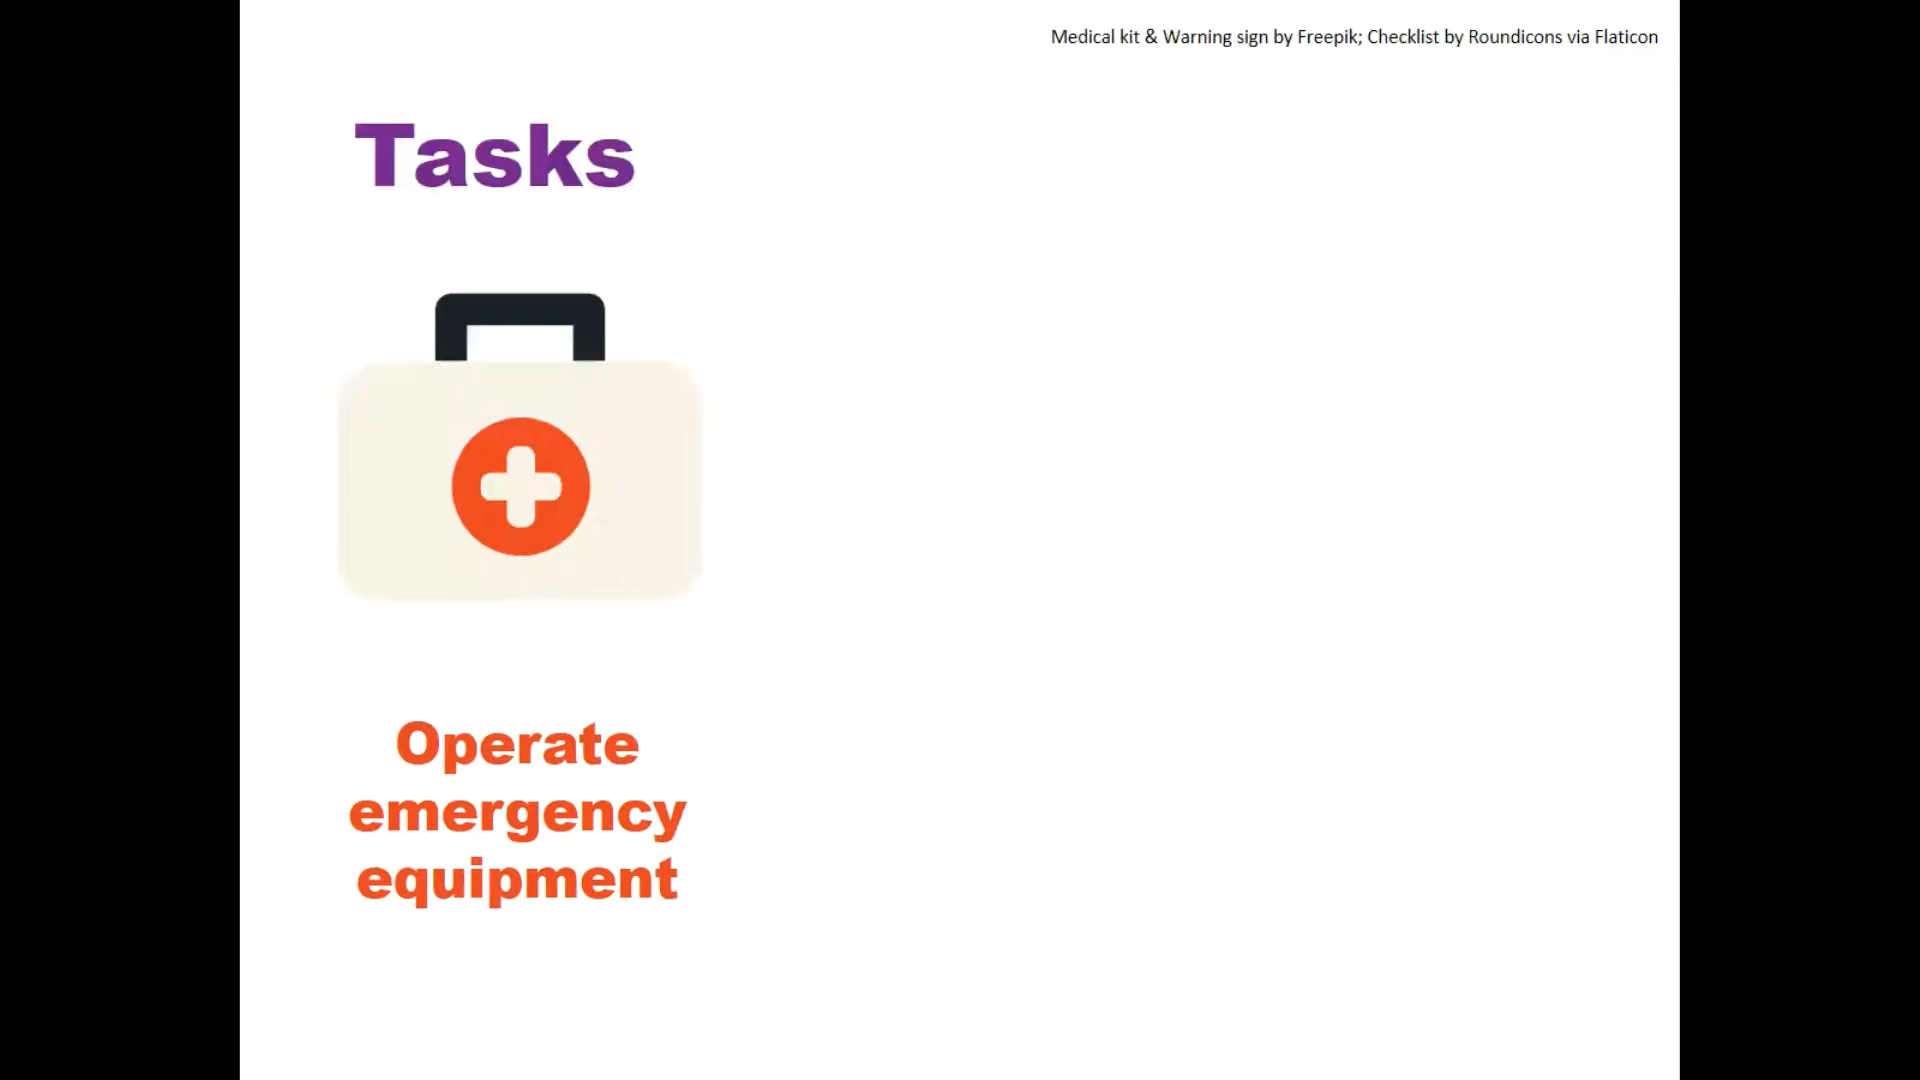 Medical kit & Warning sign by Freepik; Checklist by Roundicons via Flaticon
Tasks
Operate
emergency
equipment